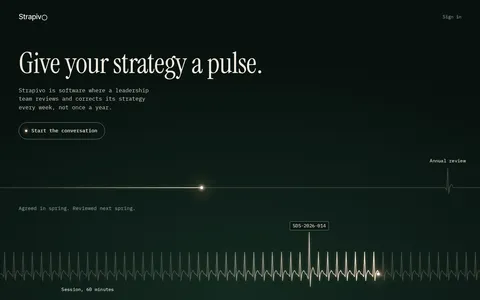 Strapivo
Sign in
Give your strategy a pulse.
Strapivo is software where a leadership
team reviews and corrects its strategy
every week, not once a year.
Start the conversation
Annual review
Agreed in spring. Reviewed next spring.
SDS-2026-014
Session, 60 minutes